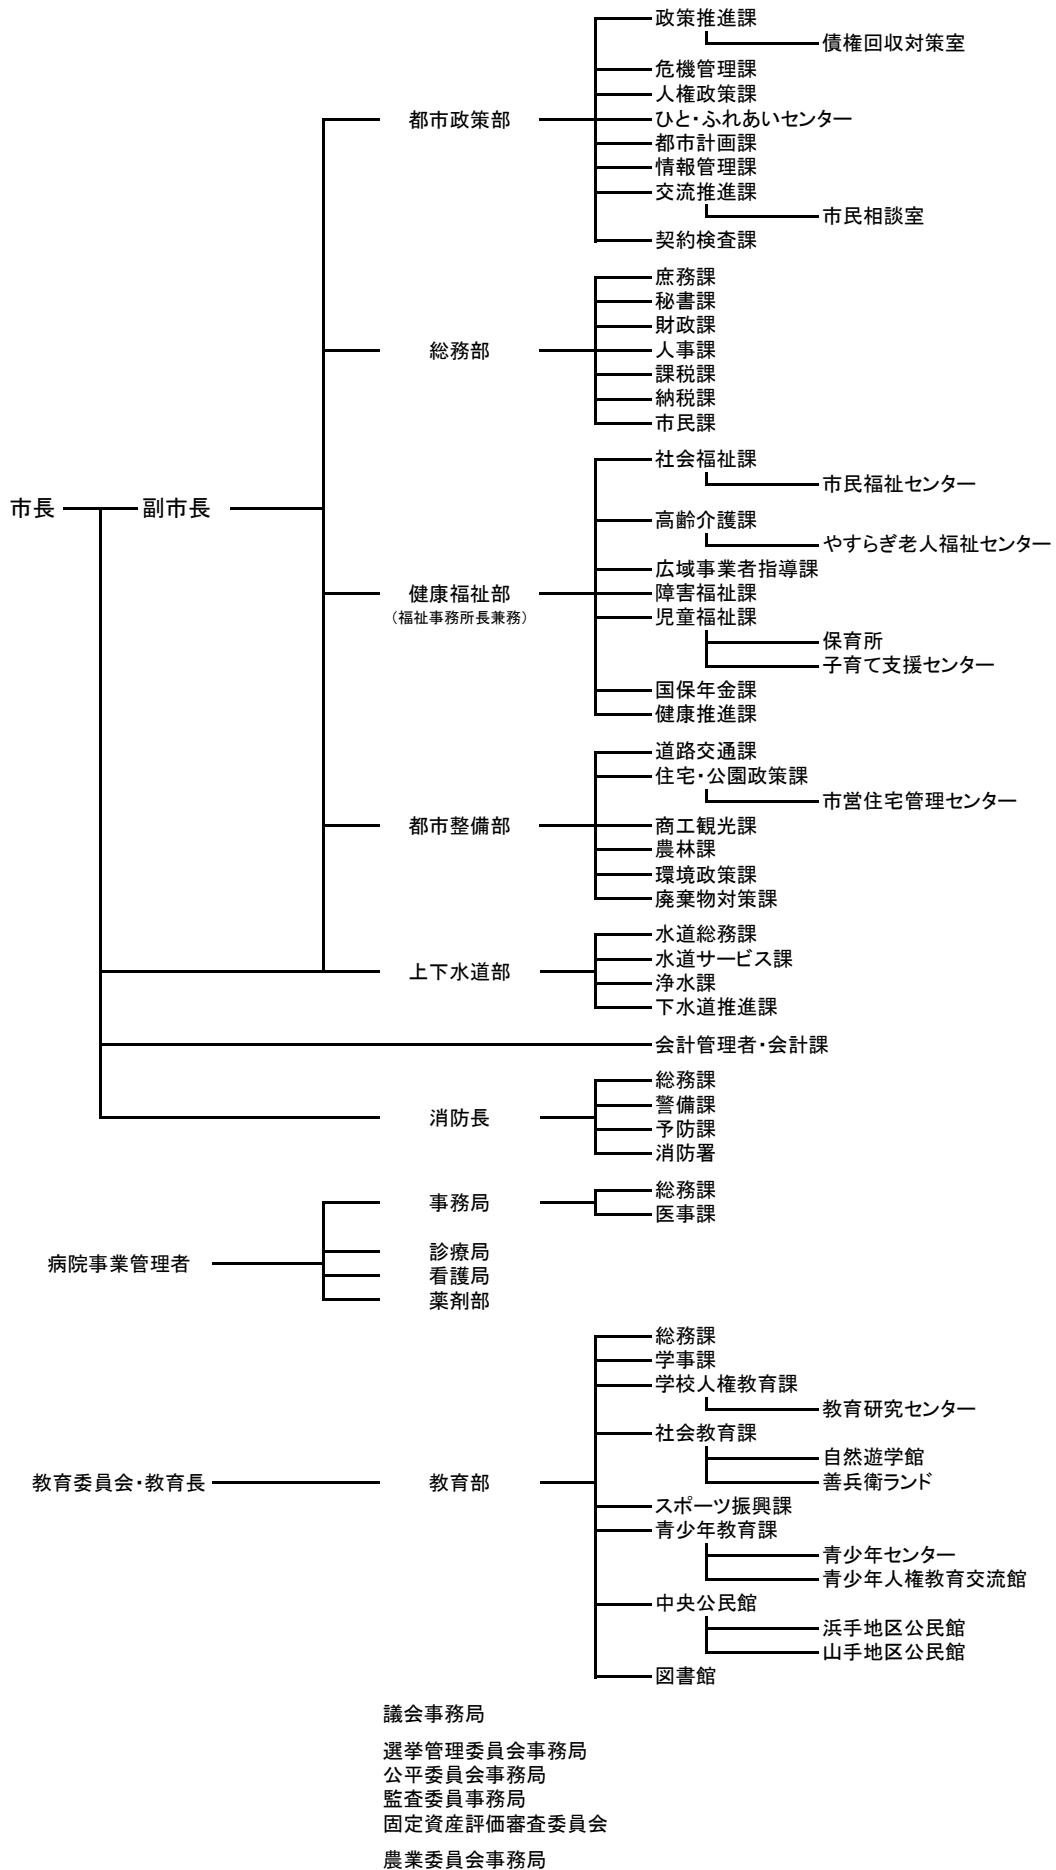 政策推進課
債権回収対策室
危機管理課
人権政策課
都市政策部
ひと・ふれあいセンター
都市計画課
情報管理課
交流推進課
市民相談室
契約検査課
庶務課
秘書課
財政課
総務部
人事課
課税課
納税課
市民課
社会福祉課
市民福祉センター
市長
副市長
高齢介護課
やすらぎ老人福祉センター
広域事業者指導課
健康福祉部
障害福祉課
(福祉事務所長兼務)
児童福祉課
保育所
子育て支援センター
国保年金課
健康推進課
道路交通課
住宅・公園政策課
市営住宅管理センター
都市整備部
商工観光課
農林課
環境政策課
廃棄物対策課
水道総務課
水道サービス課
上下水道部
浄水課
下水道推進課
会計管理者・会計課
総務課
警備課
消防長
予防課
消防署
総務課
事務局
医事課
診療局
病院事業管理者
看護局
薬剤部
総務課
学事課
学校人権教育課
教育研究センター
社会教育課
自然遊学館
教育委員会・教育長
教育部
善兵衛ランド
スポーツ振興課
青少年教育課
青少年センター
青少年人権教育交流館
中央公民館
浜手地区公民館
山手地区公民館
図書館
議会事務局
選挙管理委員会事務局
公平委員会事務局
監査委員事務局
固定資産評価審査委員会
農業委員会事務局